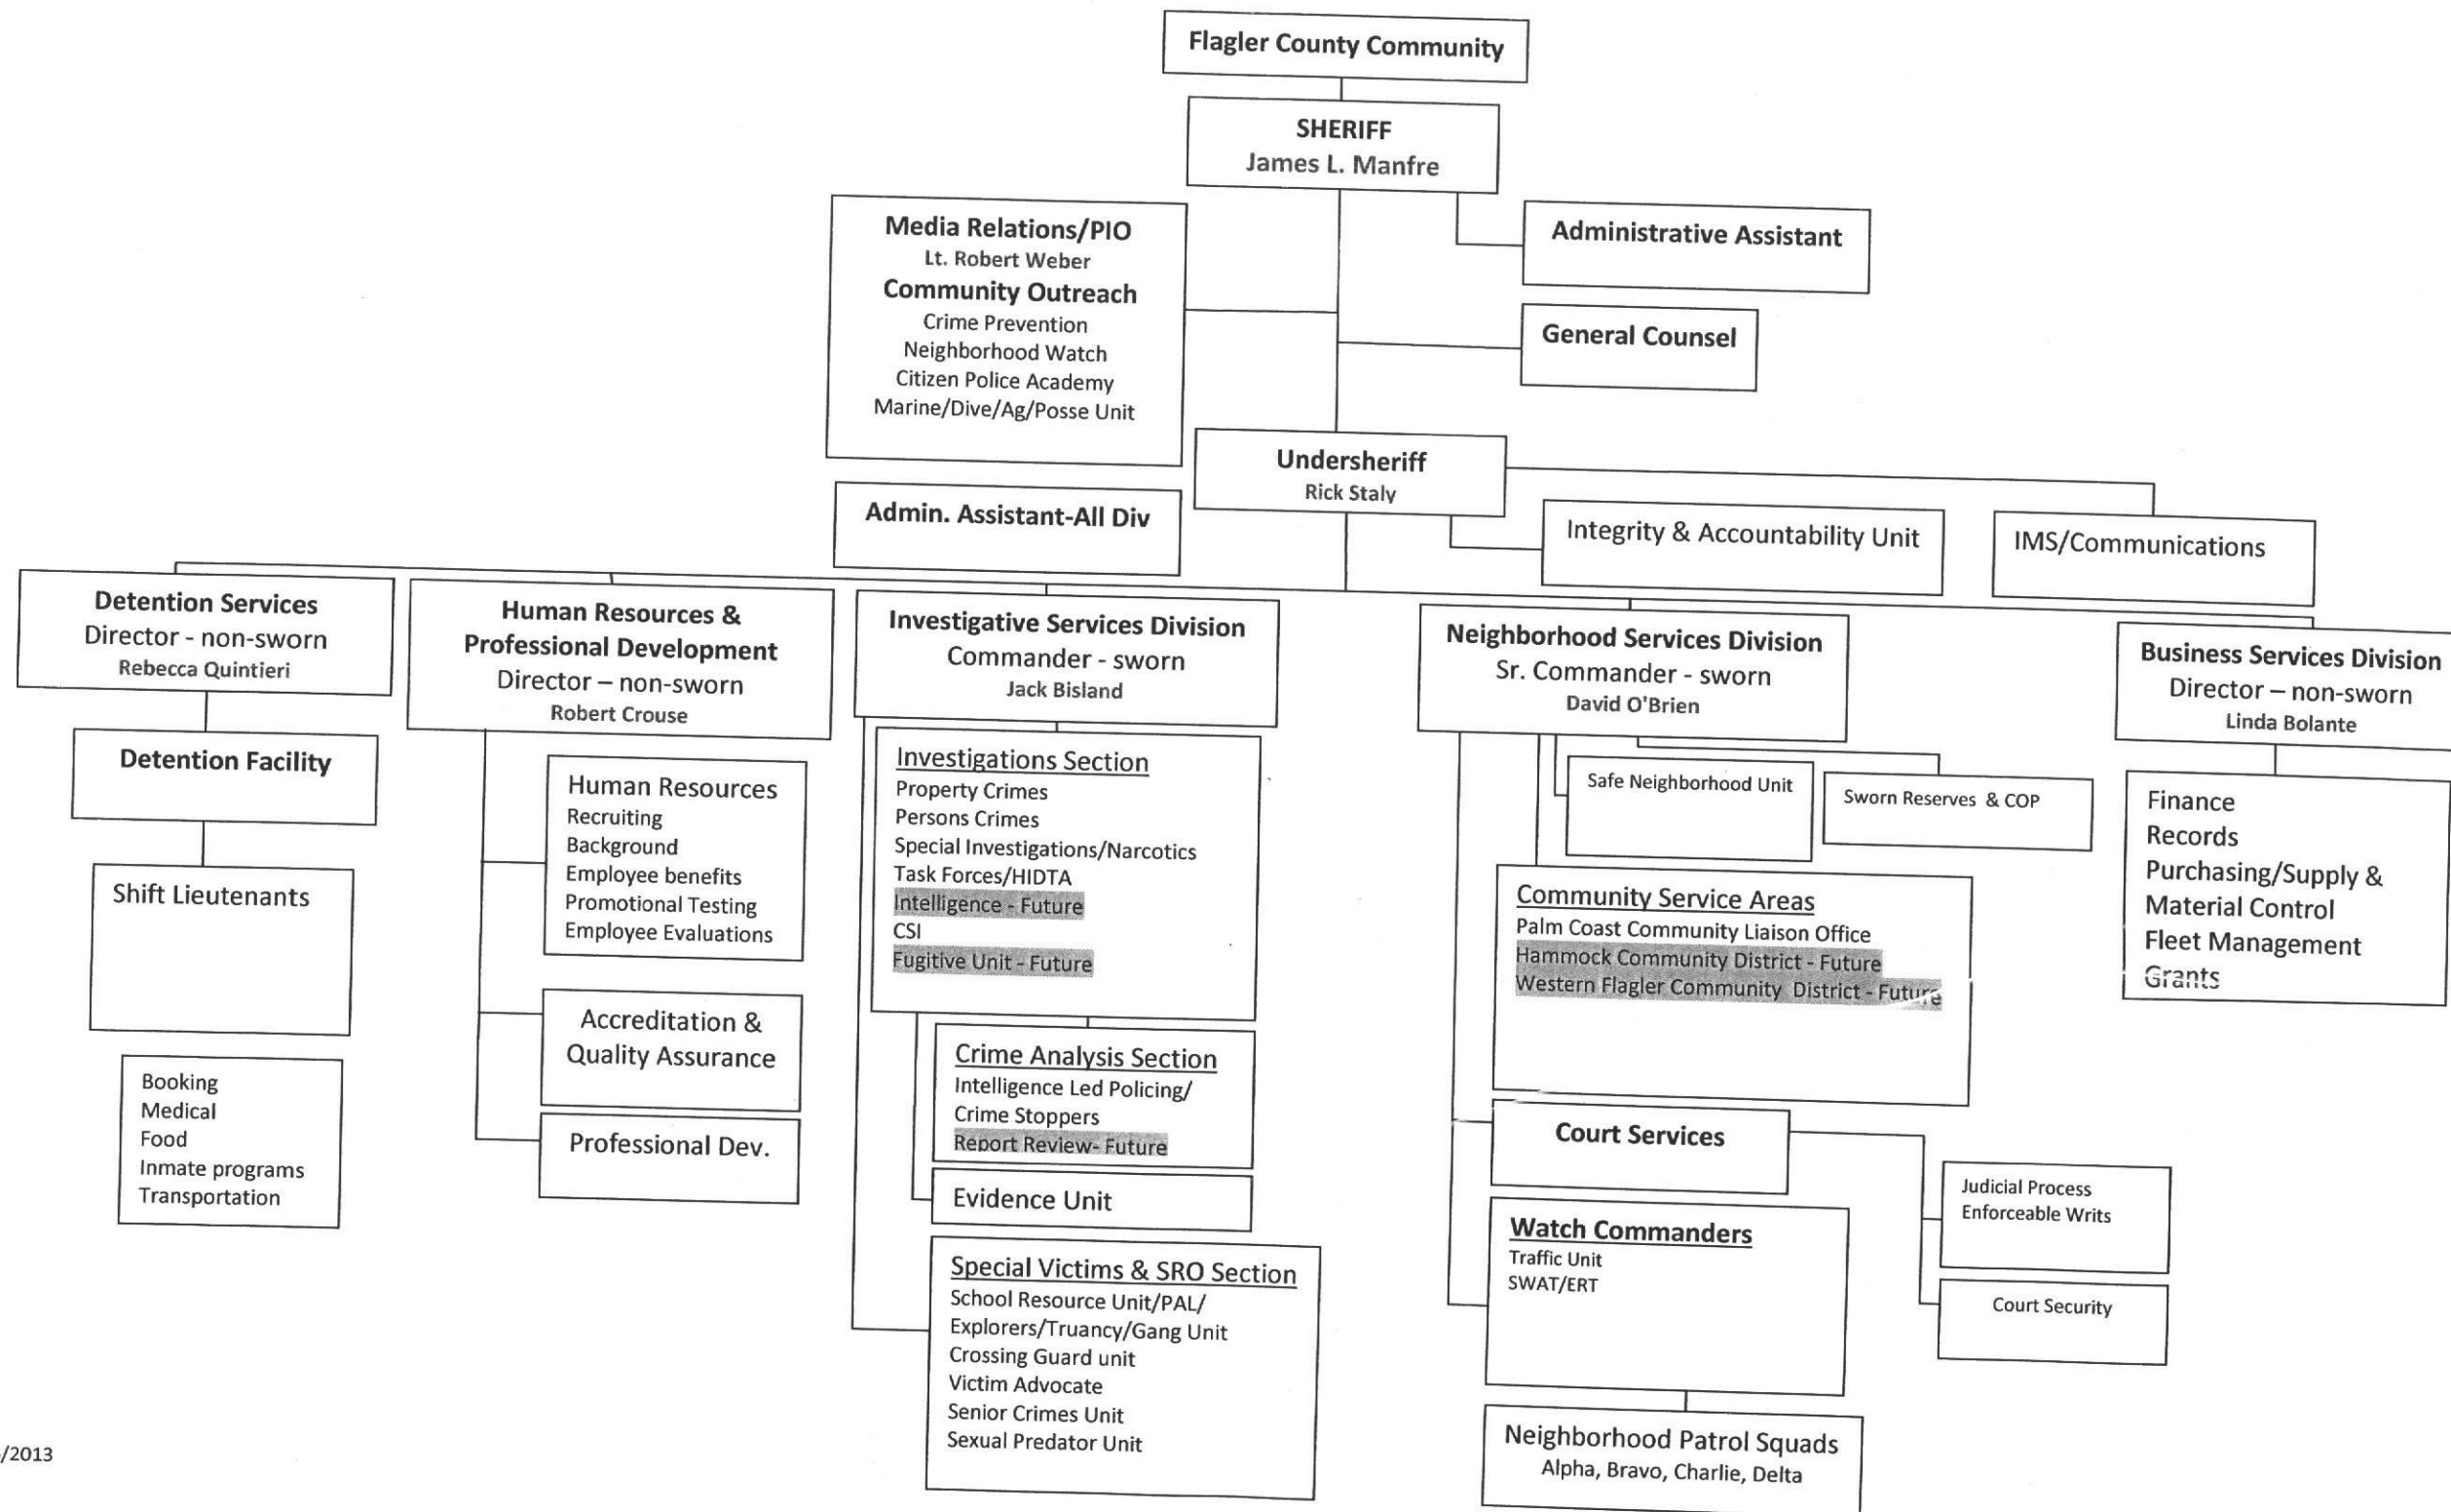 Flagler County Community
SHERIFF
James L. Manfre
Media Relations/PIO
Lt. Robert Weber
Community Outreach
Crime Prevention
Neighborhood Watch
Citizen Police Academy
Marine/Dive/Ag/Posse Unit
Administrative Assistant
General Counsel
Undersheriff
Rick Staly
Admin. Assistant-All Div
Integrity & Accountability Unit
IMS/Communications
Detention Services
Director - non-sworn
Rebecca Quintieri
Detention Facility
Shift Lieutenants
Booking
Medical
Food
Inmate programs
Transportation
Human Resources &
Professional Development
Director – non-sworn
Robert Crouse
Human Resources
Recruiting
Background
Employee benefits
Promotional Testing
Employee Evaluations
Accreditation &
Quality Assurance
Professional Dev.
Investigative Services Division
Commander - sworn
Jack Bisland
Investigations Section
Property Crimes
Persons Crimes
Special Investigations/Narcotics
Task Forces/HIDTA
Intelligence - Future
CSI
Fugitive Unit - Future
Crime Analysis Section
Intelligence Led Policing/
Crime Stoppers
Report Review- Future
Evidence Unit
Special Victims & SRO Section
School Resource Unit/PAL/
Explorers/Truancy/Gang Unit
Crossing Guard unit
Victim Advocate
Senior Crimes Unit
Sexual Predator Unit
Neighborhood Services Division
Sr. Commander - sworn
David O'Brien
Safe Neighborhood Unit
Sworn Reserves & COP
Community Service Areas
Palm Coast Community Liaison Office
Hammock Community District - Future
Western Flagler Community District - Future
Court Services
Judicial Process
Enforceable Writs
Court Security
Watch Commanders
Traffic Unit
SWAT/ERT
Neighborhood Patrol Squads
Alpha, Bravo, Charlie, Delta
Business Services Division
Director – non-sworn
Linda Bolante
Finance
Records
Purchasing/Supply &
Material Control
Fleet Management
Grants
/2013